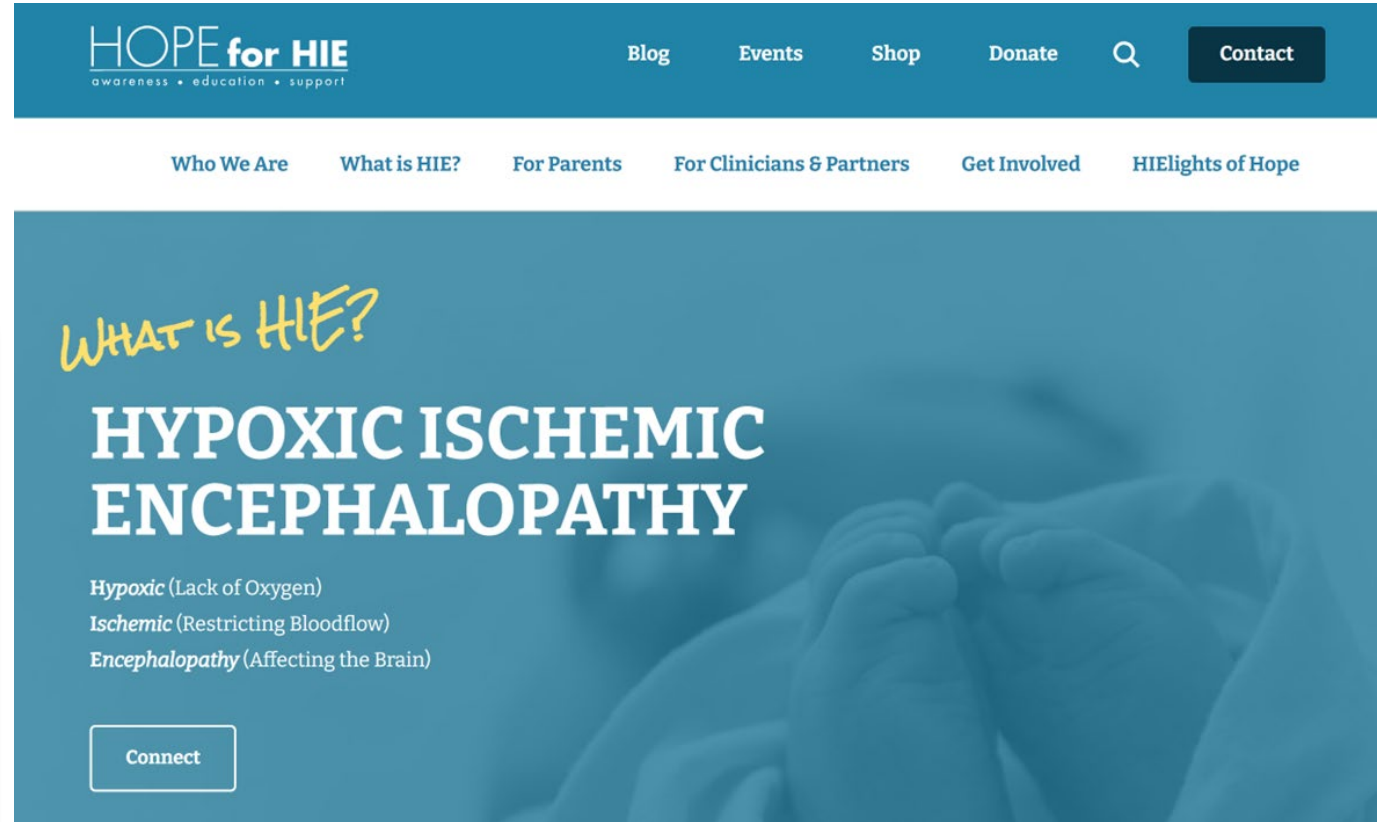 HOPE for HIE
awareness • education • support
Blog Events Shop Donate Contact
Who We Are What is HIE? For Parents For Clinicians & Partners Get Involved HIElights of Hope
WHAT IS HIE?
HYPOXIC ISCHEMIC
ENCEPHALOPATHY
Hypoxic (Lack of Oxygen)
Ischemic (Restricting Bloodflow)
Encephalopathy (Affecting the Brain)
Connect